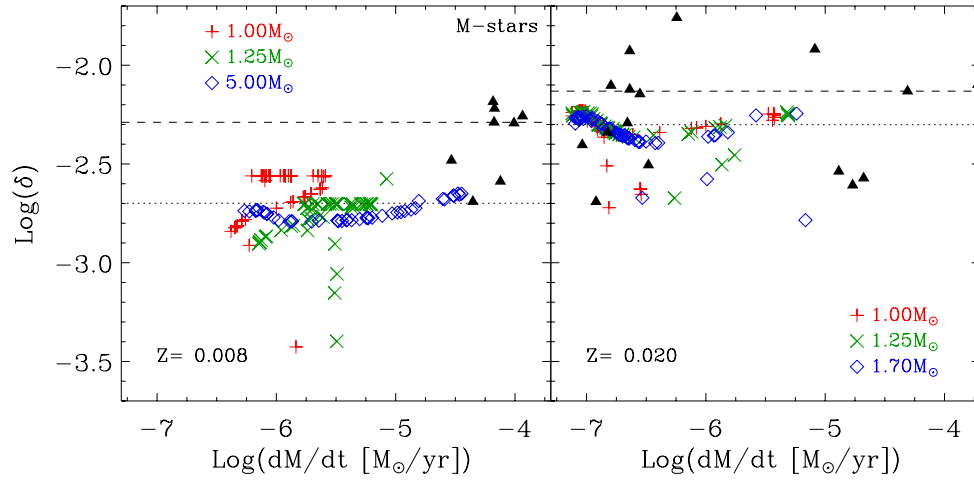 M-stars
+ 1.00M⊙
× 1.25M⊙
◇ 5.00M⊙
−2.0
−2.5
−3.0
−3.5
Log(δ)
Z= 0.008
Z= 0.020
+ 1.00M⊙
× 1.25M⊙
◇ 1.70M⊙
−7 −6 −5 −4 −7 −6 −5 −4
Log(dM/dt [M⊙/yr]) Log(dM/dt [M⊙/yr])